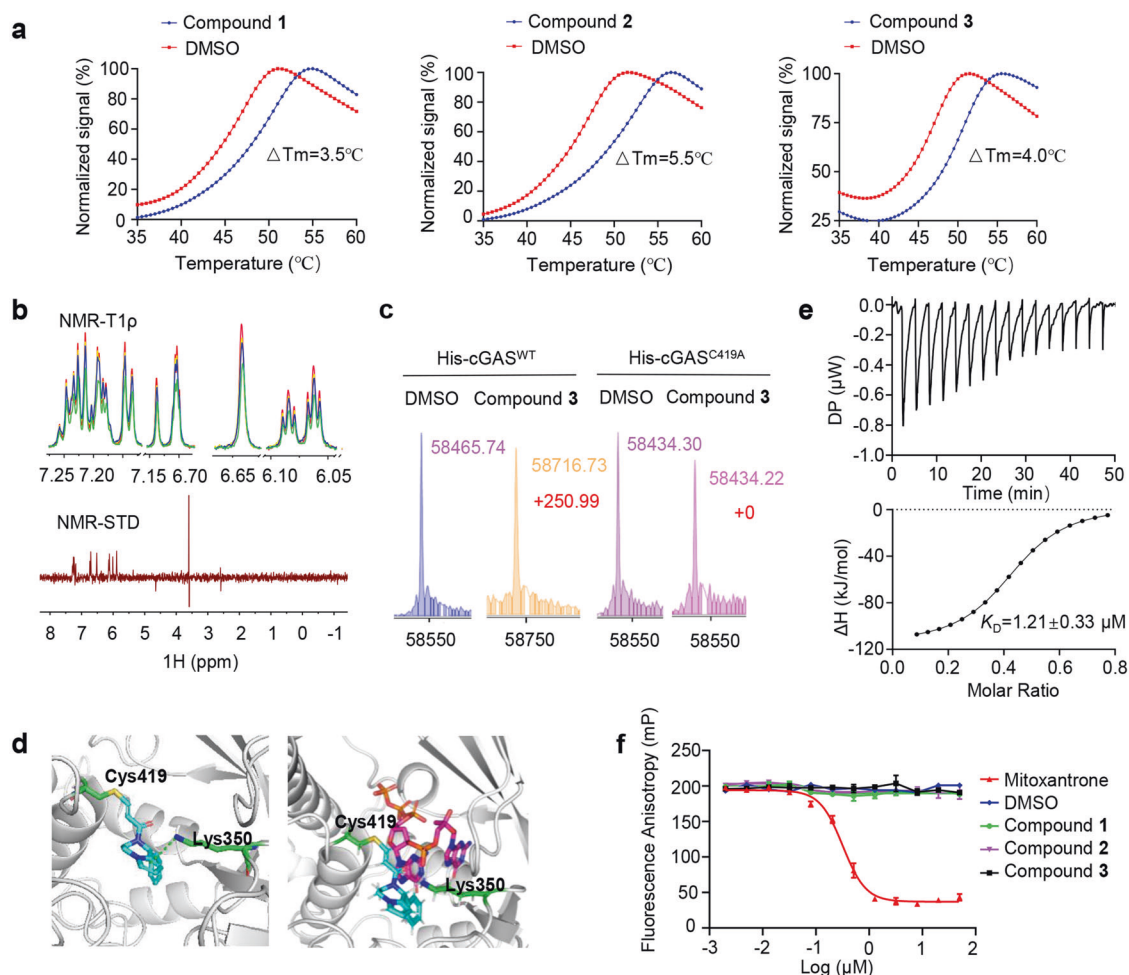 a
Compound 1
DMSO
Normalized signal (%)
100
80
60
40
20
0
△Tm=3.5℃
35 40 45 50 55 60
Temperature (℃)
Compound 2
DMSO
Normalized signal (%)
100
80
60
40
20
0
△Tm=5.5℃
35 40 45 50 55 60
Temperature (℃)
Compound 3
DMSO
Normalized signal (%)
100
75
50
25
△Tm=4.0℃
35 40 45 50 55 60
Temperature (℃)
b
NMR-T1ρ
7.25 7.20 7.15 6.70 6.65 6.10 6.05
NMR-STD
8 7 6 5 4 3 2 1 0 -1
1H (ppm)
c
His-cGASWT His-cGASC419A
DMSO Compound 3 DMSO Compound 3
58465.74
58716.73
+250.99
58434.30
58434.22
+0
58550 58750 58550 58550
e
DP (μW)
0.0
-0.2
-0.4
-0.6
-0.8
-1.0
0 10 20 30 40 50
Time (min)
ΔH (kJ/mol)
0
-40
-80
-120
KD=1.21±0.33 μM
0.0 0.2 0.4 0.6 0.8
Molar Ratio
d
Cys419
Lys350
Cys419
Lys350
f
Fluorescence Anisotropy (mP)
250
200
150
100
50
0
-3 -2 -1 0 1 2
Log (μM)
Mitoxantrone
DMSO
Compound 1
Compound 2
Compound 3